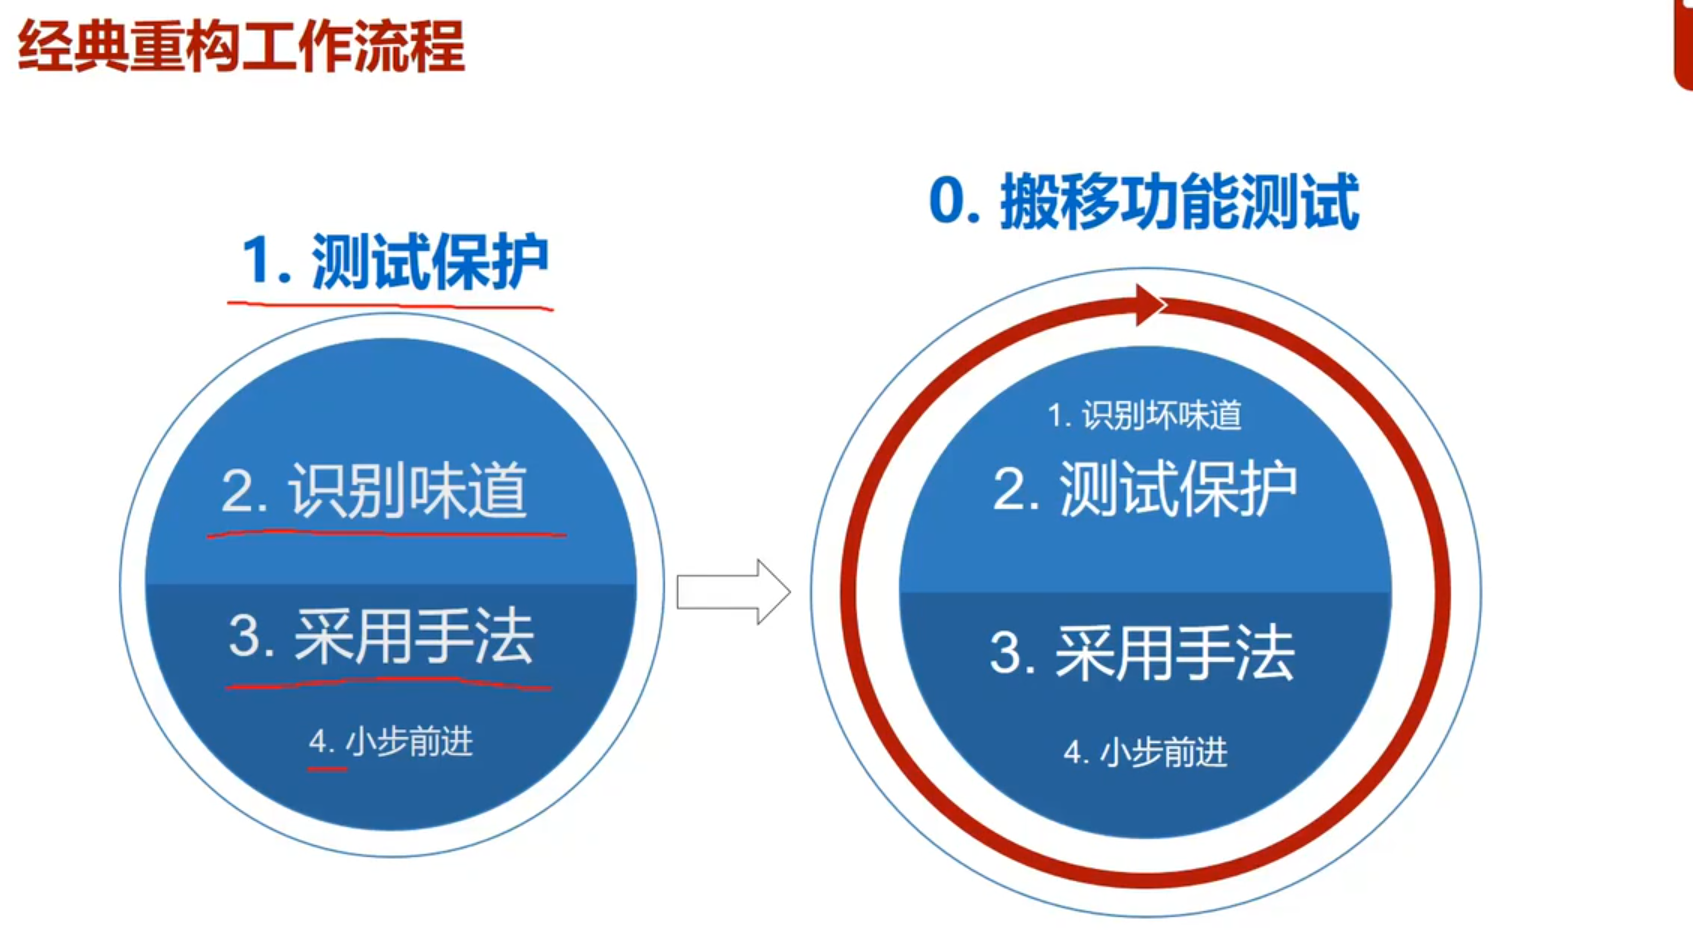 经典重构工作流程
1. 测试保护
2. 识别味道
3. 采用手法
4. 小步前进
0. 搬移功能测试
1. 识别坏味道
2. 测试保护
3. 采用手法
4. 小步前进